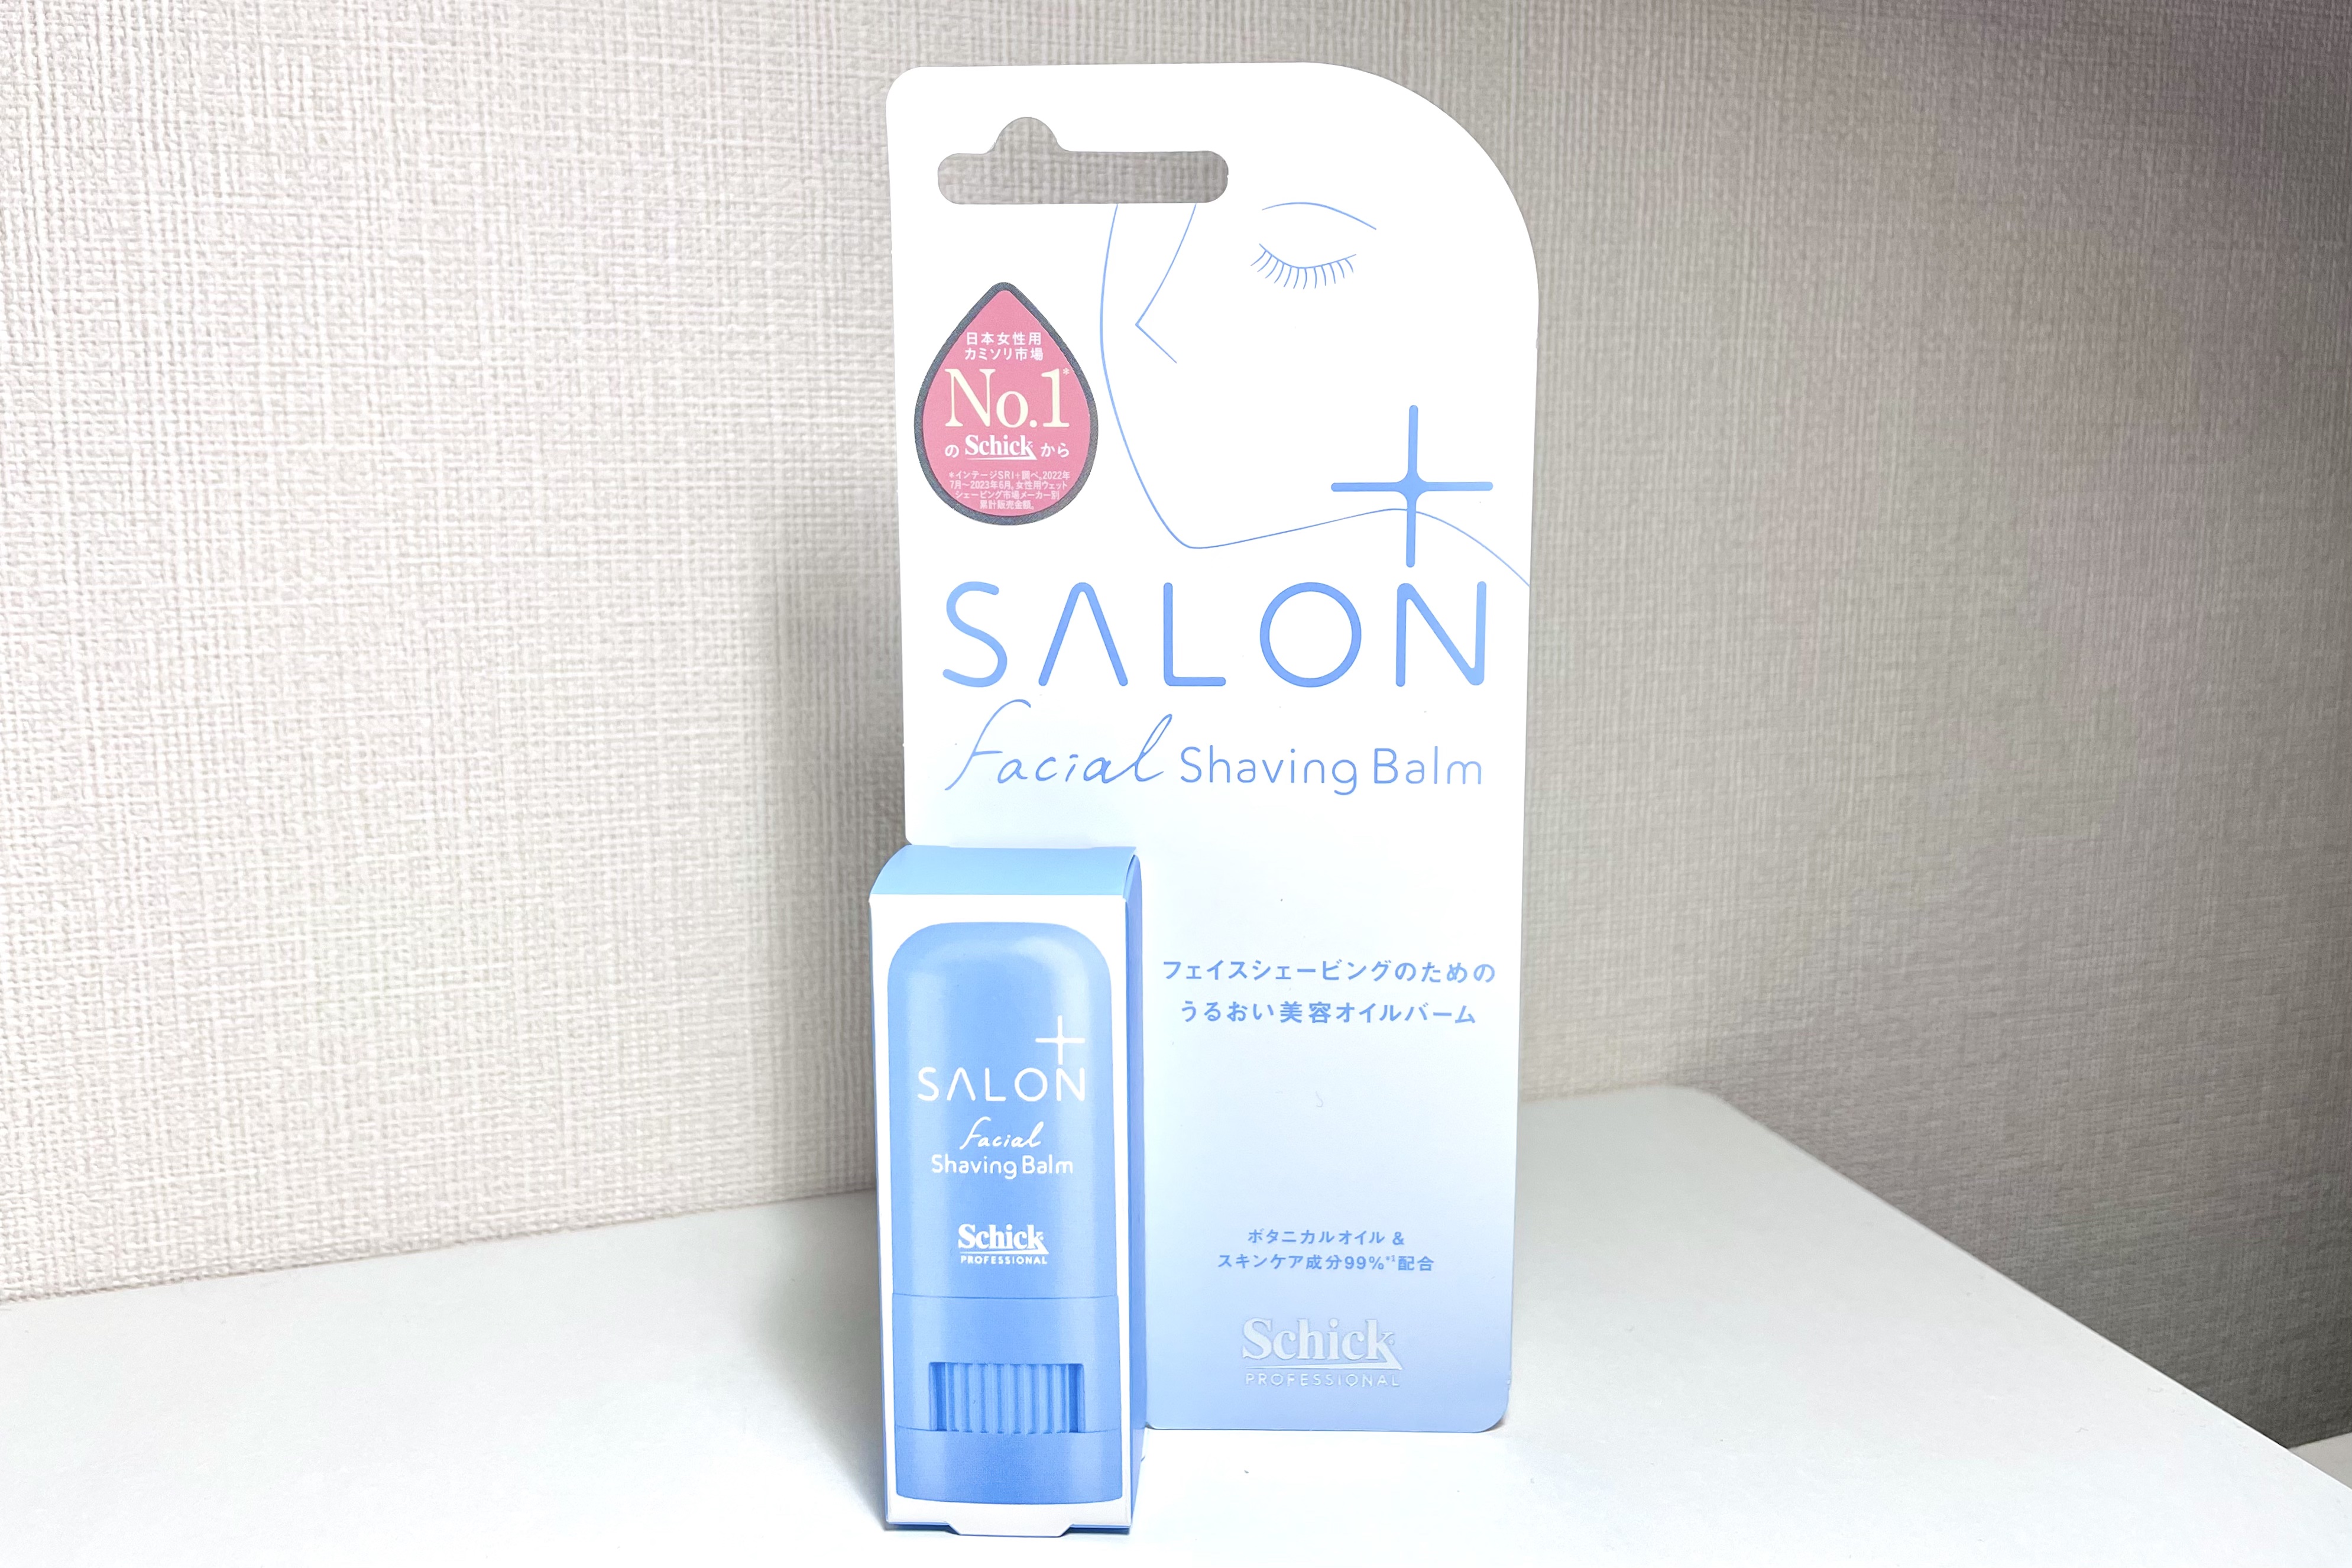 日本女性用
カミソリ市場
No.1*
の Schick から
*インテージSRI+調べ、2022年
7月〜2023年6月、女性用ウェット
シェービング市場メーカー別
累計販売金額。
SALON+
facial Shaving Balm
フェイスシェービングのための
うるおい美容オイルバーム
ボタニカルオイル &
スキンケア成分99%*1配合
Schick
PROFESSIONAL
SALON+
facial
Shaving Balm
Schick
PROFESSIONAL